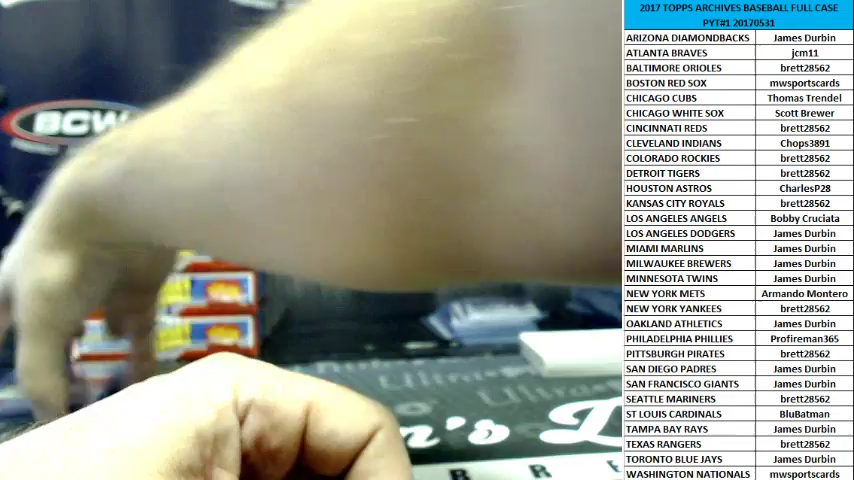 2017 TOPPS ARCHIVES BASEBALL FULL CASE
PYT#1 20170531
ARIZONA DIAMONDBACKS James Durbin
ATLANTA BRAVES jcm11
BALTIMORE ORIOLES brett28562
BOSTON RED SOX mwsportscards
CHICAGO CUBS Thomas Trendel
CHICAGO WHITE SOX Scott Brewer
CINCINNATI REDS brett28562
CLEVELAND INDIANS Chops3891
COLORADO ROCKIES brett28562
DETROIT TIGERS brett28562
HOUSTON ASTROS CharlesP28
KANSAS CITY ROYALS brett28562
LOS ANGELES ANGELS Bobby Cruciata
LOS ANGELES DODGERS James Durbin
MIAMI MARLINS James Durbin
MILWAUKEE BREWERS James Durbin
MINNESOTA TWINS James Durbin
NEW YORK METS Armando Montero
NEW YORK YANKEES brett28562
OAKLAND ATHLETICS James Durbin
PHILADELPHIA PHILLIES Profireman365
PITTSBURGH PIRATES brett28562
SAN DIEGO PADRES James Durbin
SAN FRANCISCO GIANTS James Durbin
SEATTLE MARINERS brett28562
ST LOUIS CARDINALS BluBatman
TAMPA BAY RAYS James Durbin
TEXAS RANGERS brett28562
TORONTO BLUE JAYS James Durbin
WASHINGTON NATIONALS mwsportscards
BCW
Ultra
n's
B R